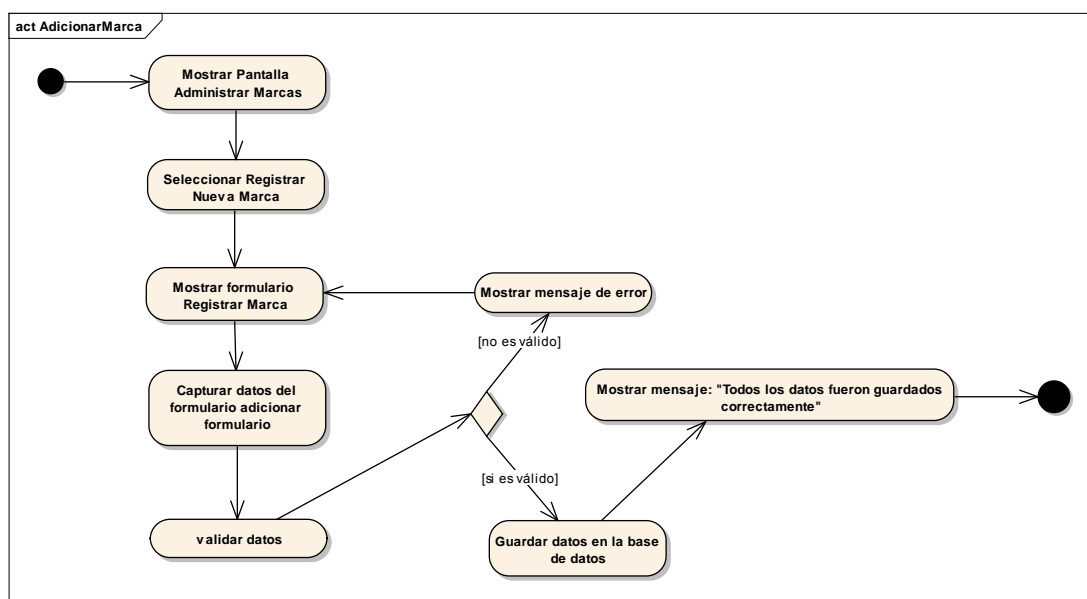 act AdicionarMarca
Mostrar Pantalla
Administrar Marcas
Seleccionar Registrar
Nueva Marca
Mostrar formulario
Registrar Marca
Mostrar mensaje de error
[no es válido]
Capturar datos del
formulario adicionar
formulario
Mostrar mensaje: "Todos los datos fueron guardados
correctamente"
[si es válido]
validar datos
Guardar datos en la base
de datos